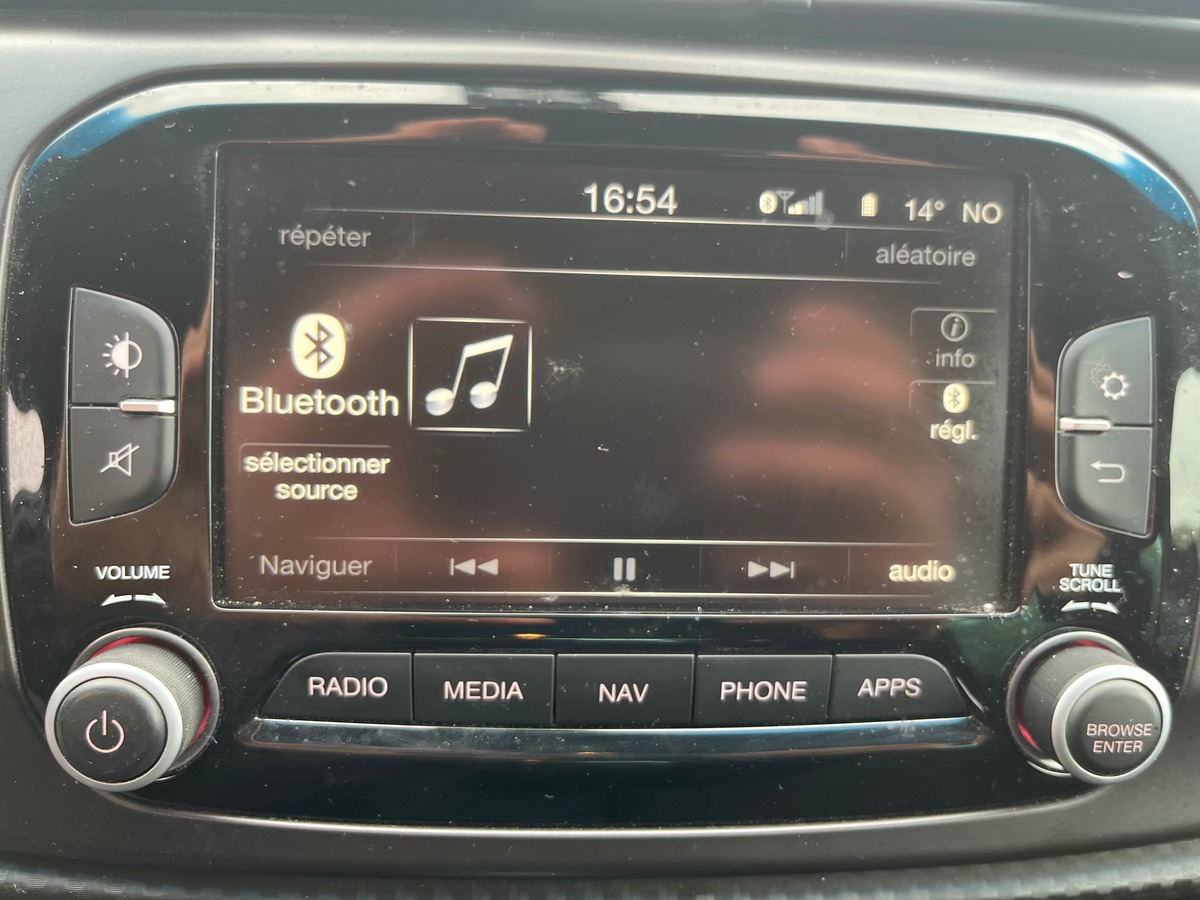 16:54
14° NO
répéter
aléatoire
info
Bluetooth
régl.
sélectionner
source
Naviguer
audio
VOLUME
TUNE
SCROLL
RADIO
MEDIA
NAV
PHONE
APPS
BROWSE
ENTER